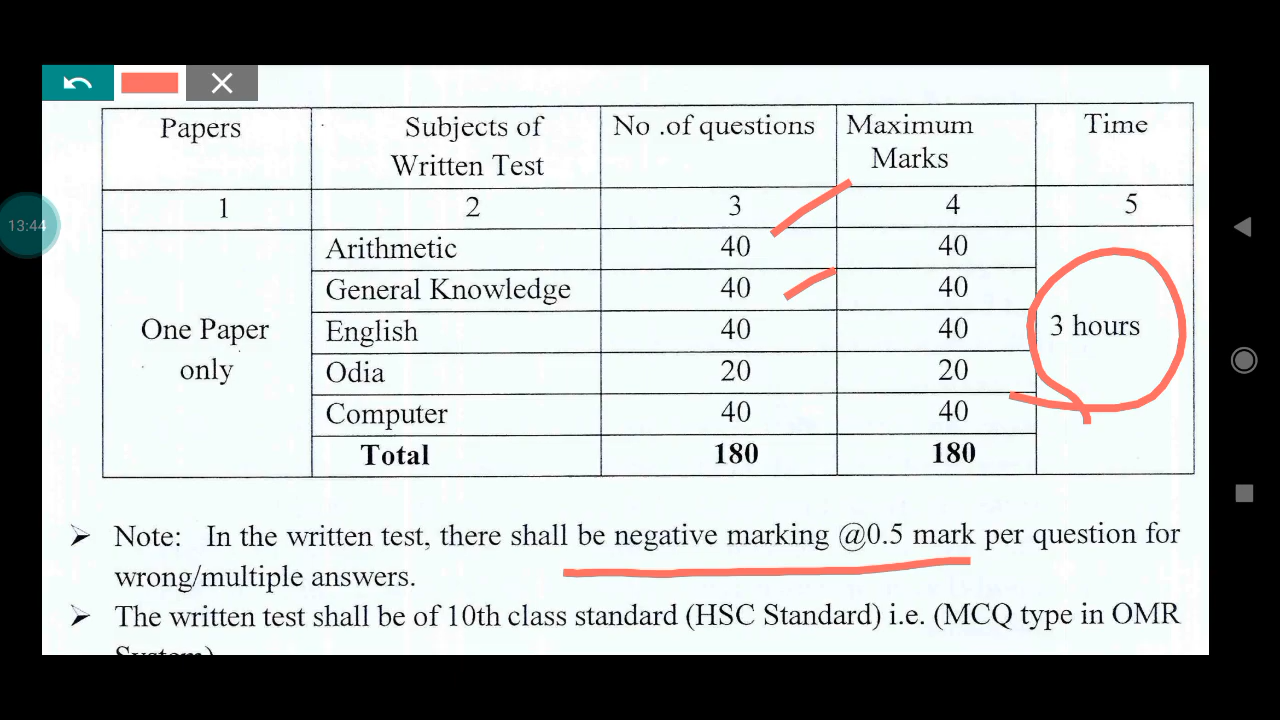 Papers Subjects of Written Test No .of questions Maximum Marks Time
1 2 3 4 5
13:44
Arithmetic 40 40
General Knowledge 40 40
One Paper only English 40 40 3 hours
Odia 20 20
Computer 40 40
Total 180 180
➢ Note: In the written test, there shall be negative marking @0.5 mark per question for
wrong/multiple answers.
➢ The written test shall be of 10th class standard (HSC Standard) i.e. (MCQ type in OMR
System)